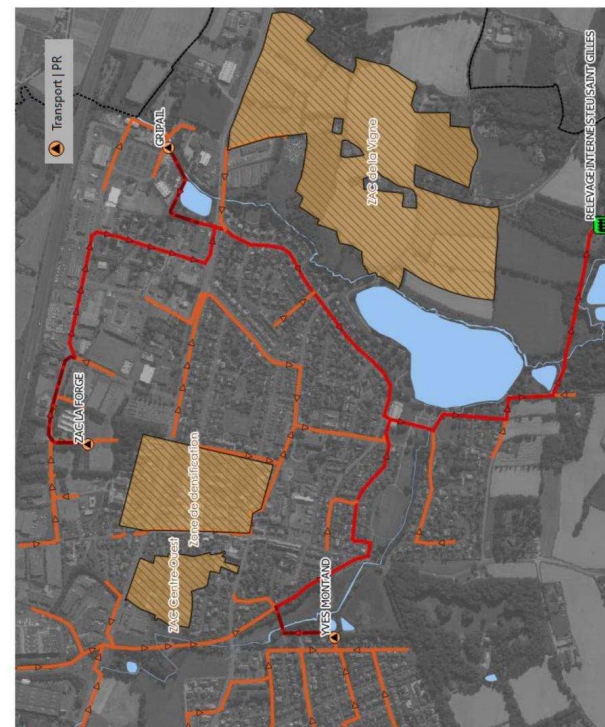 Transport | PR
GRIPAIL
ZAC de la Vigne
RELEVAGE INTERNE STEU SAINT GILLES
ZAC LA FORGE
Zone de densification
ZAC Centre Ouest
YVES MONTAND